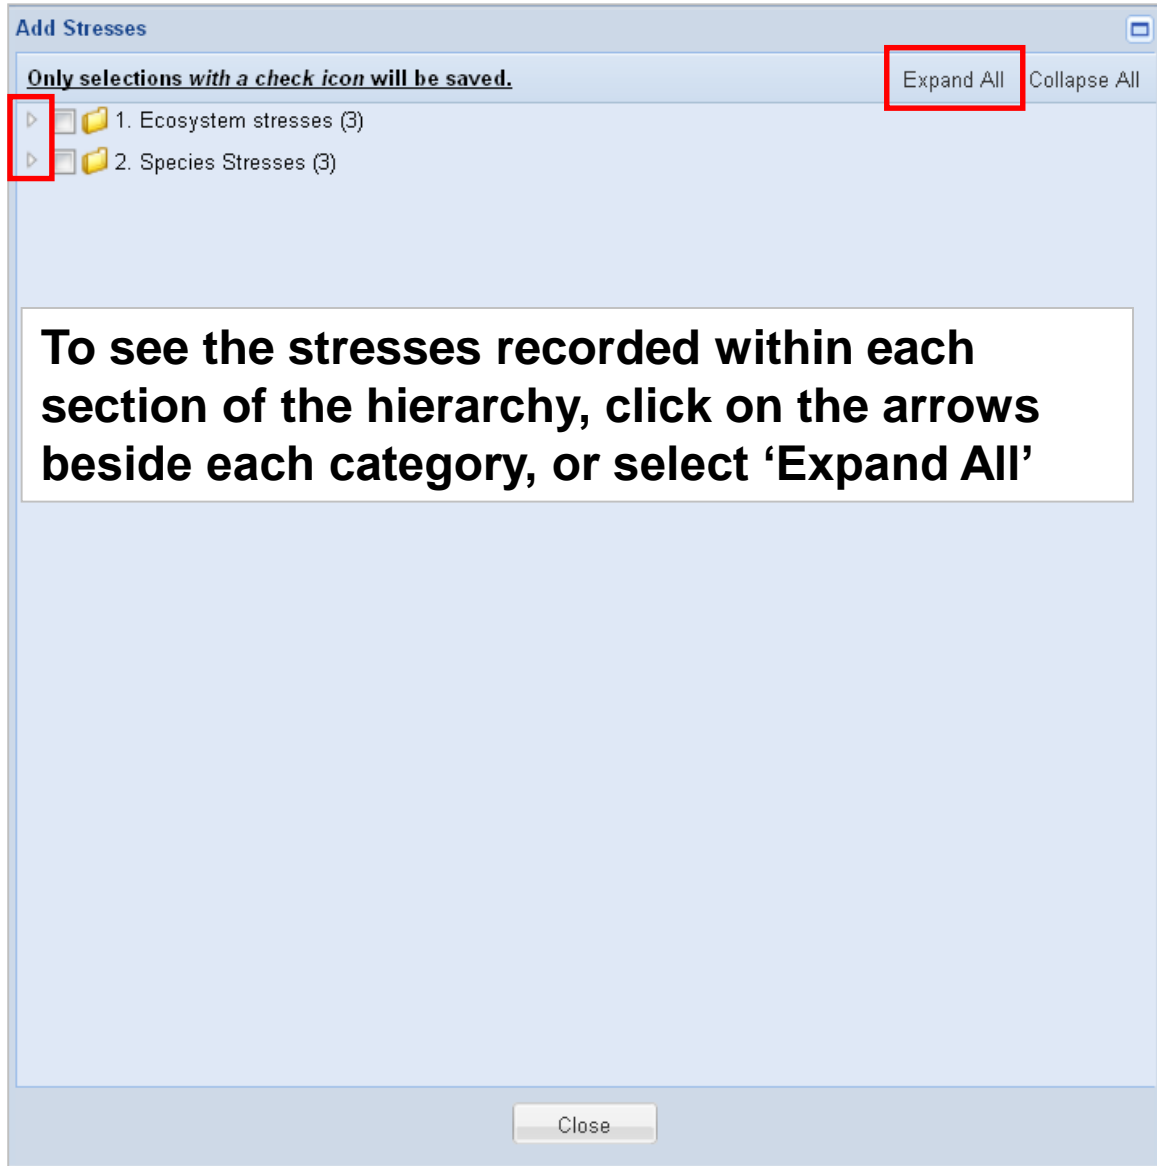 Add Stresses
Only selections with a check icon will be saved. Expand All Collapse All
1. Ecosystem stresses (3)
2. Species Stresses (3)
To see the stresses recorded within each
section of the hierarchy, click on the arrows
beside each category, or select ‘Expand All’
Close